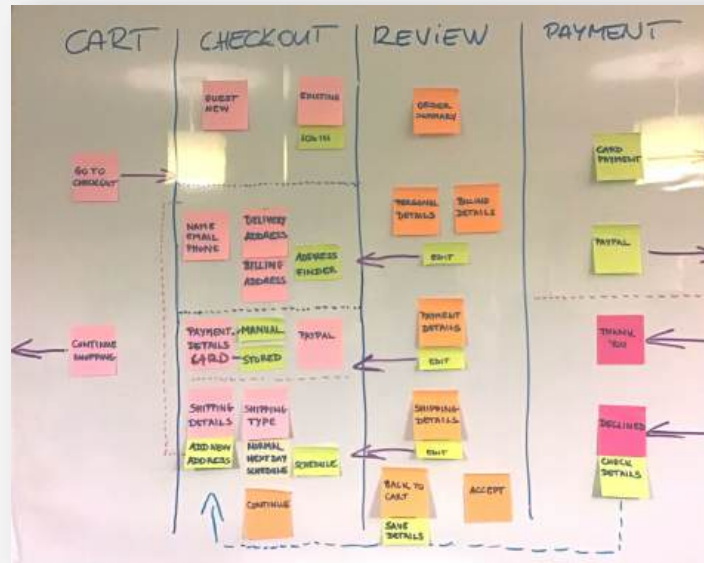 CART
CHECKOUT
REVIEW
PAYMENT
GO TO
CHECKOUT
CONTINUE
SHOPPING
GUEST
NEW
EXISTING
LOG IN
NAME
EMAIL
PHONE
DELIVERY
ADDRESS
BILLING
ADDRESS
ADDRESS
FINDER
PAYMENT
DETAILS
CARD
MANUAL
STORED
PAYPAL
SHIPPING
DETAILS
ADD NEW
ADDRESS
SHIPPING
TYPE
NORMAL
NEXT DAY
SCHEDULE
SCHEDULE
CONTINUE
ORDER
SUMMARY
PERSONAL
DETAILS
BILLING
DETAILS
EDIT
PAYMENT
DETAILS
EDIT
SHIPPING
DETAILS
EDIT
BACK TO
CART
SAVE
DETAILS
ACCEPT
CARD
PAYMENT
PAYPAL
THANK
YOU
DECLINED
CHECK
DETAILS